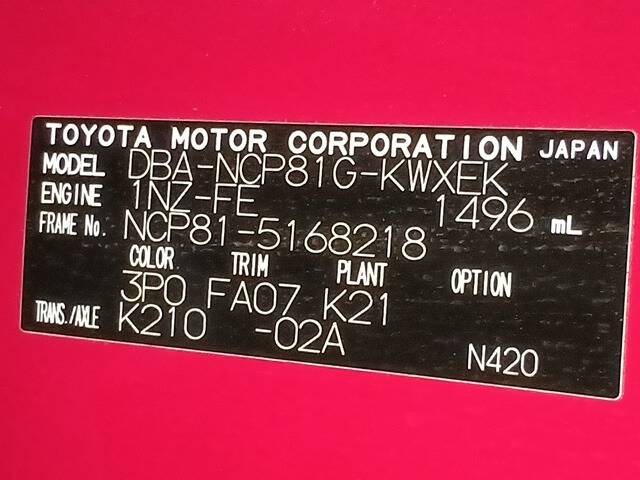 TOYOTA MOTOR CORPORATION JAPAN
MODEL DBA-NCP81G-KWXEK
ENGINE 1NZ-FE 1496 mL
FRAME No. NCP81-5168218
COLOR TRIM PLANT OPTION
3P0 FA07 K21
TRANS./AXLE K210 -02A
N420